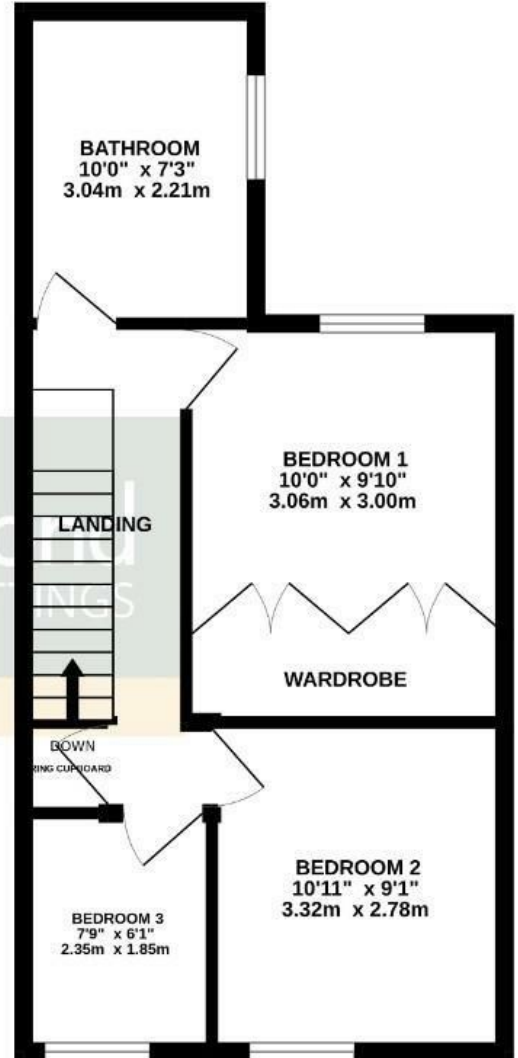 BATHROOM
10'0" x 7'3"
3.04m x 2.21m
BEDROOM 1
10'0" x 9'10"
3.06m x 3.00m
LANDING
WARDROBE
DOWN
RING CUPBOARD
BEDROOM 2
10'11" x 9'1"
3.32m x 2.78m
BEDROOM 3
7'9" x 6'1"
2.35m x 1.85m